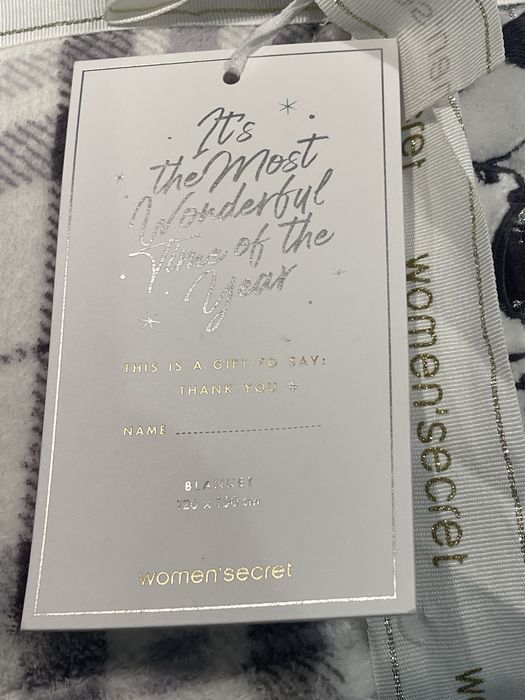 It's
the Most
Wonderful
Time of the
Year
THIS IS A GIFT TO SAY:
THANK YOU
NAME
BLANKET
120 x 150 cm
women'secret
women'secret
ret
w